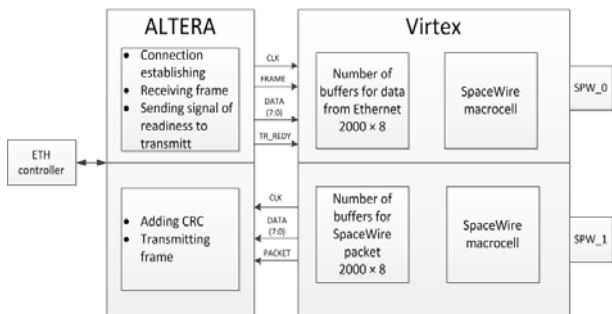 ALTERA
Virtex
• Connection
establishing
• Receiving frame
• Sending signal of
readiness to
transmitt
CLK
FRAME
DATA
(7:0)
TR_REDY
Number of
buffers for data
from Ethernet
2000 × 8
SpaceWire
macrocell
SPW_0
ETH
controller
• Adding CRC
• Transmitting
frame
CLK
DATA
(7:0)
PACKET
Number of
buffers for
SpaceWire
packet
2000 × 8
SpaceWire
macrocell
SPW_1